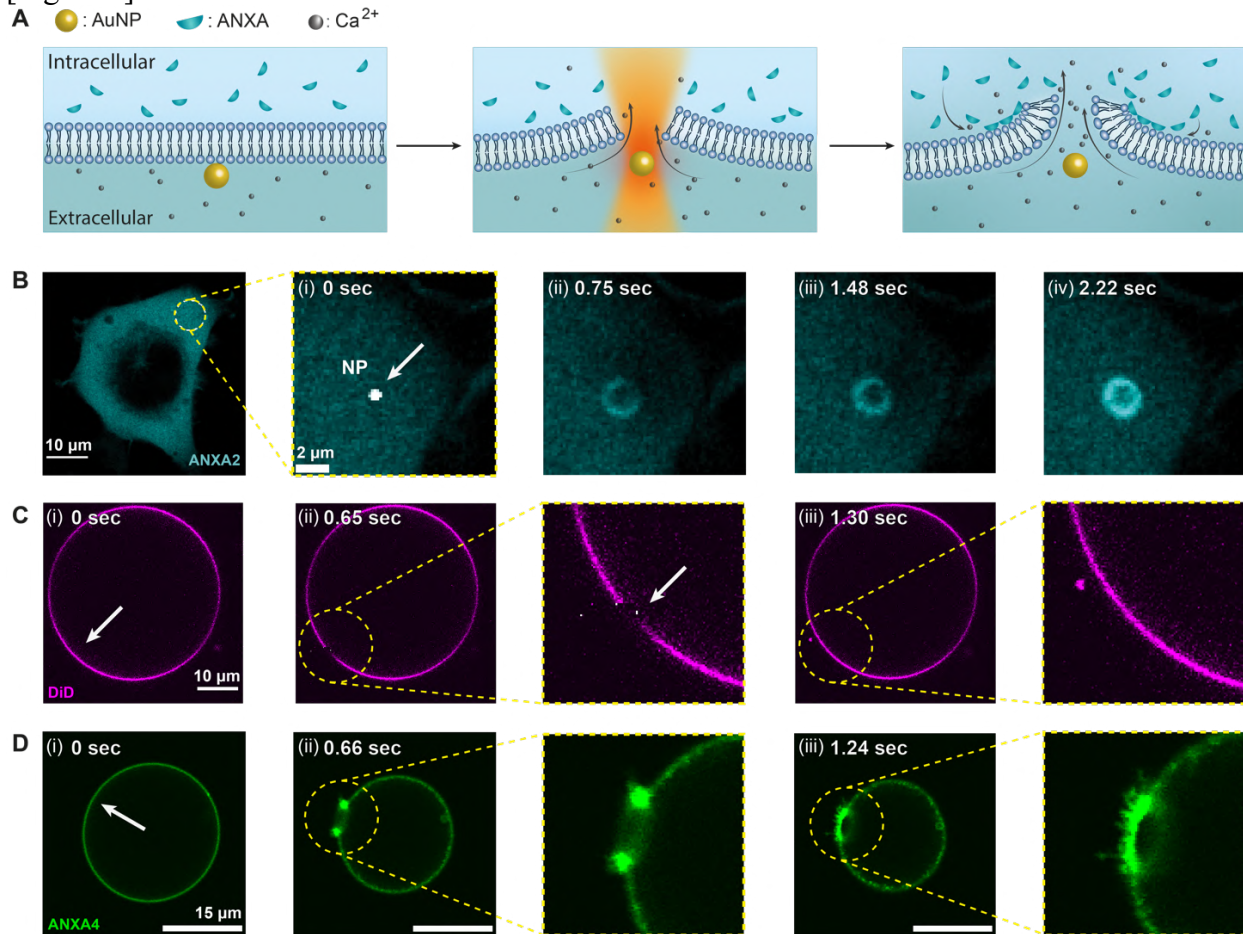 A : AuNP : ANXA : Ca²⁺
Intracellular
Extracellular
B (i) 0 sec (ii) 0.75 sec (iii) 1.48 sec (iv) 2.22 sec
NP
10 µm ANXA2 2 µm
C (i) 0 sec (ii) 0.65 sec (iii) 1.30 sec
10 µm
DiD
D (i) 0 sec (ii) 0.66 sec (iii) 1.24 sec
15 µm
ANXA4